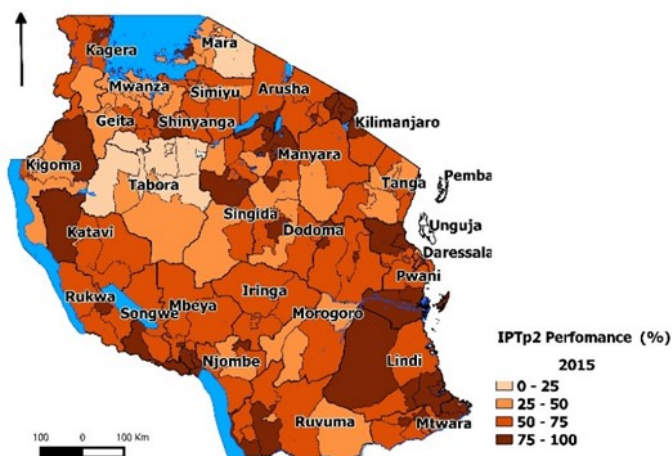 Mara
Kagera
Mwanza
Simiyu
Arusha
Geita
Shinyanga
Kilimanjaro
Kigoma
Manyara
Tabora
Tanga
Pemba
Singida
Unguja
Katavi
Dodoma
Daressala
Pwani
Rukwa
Iringa
Mbeya
Songwe
Morogoro
IPTp2 Perfomance (%)
Njombe
Lindi
2015
0 - 25
25 - 50
Ruvuma
Mtwara
50 - 75
75 - 100
100 0 100 Km